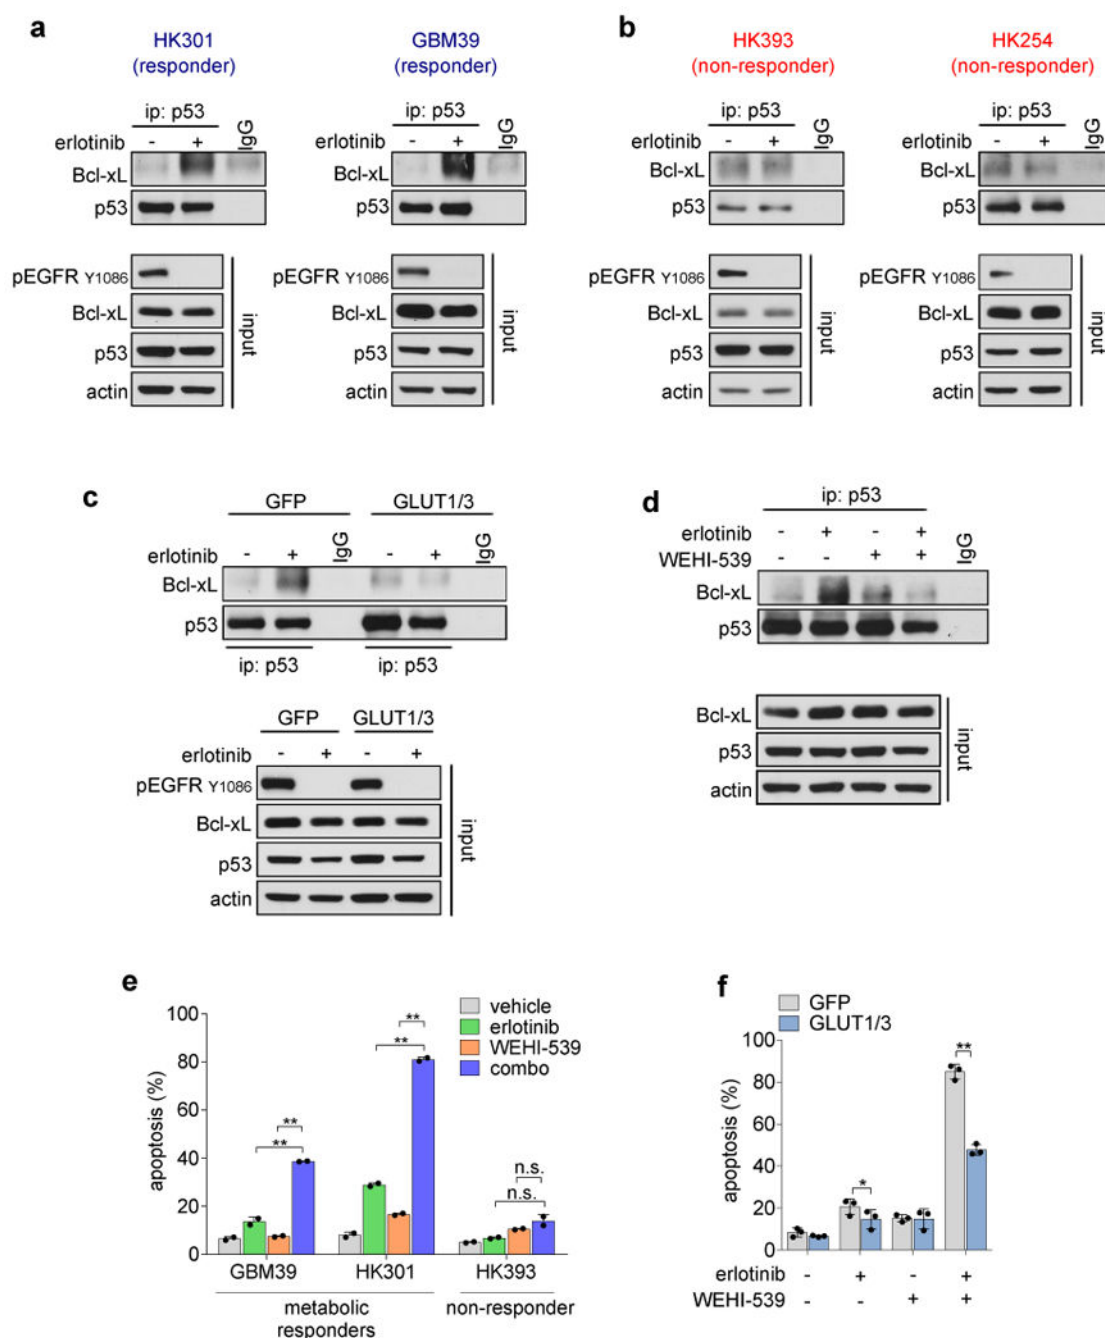 a
HK301
(responder)
GBM39
(responder)
ip: p53
IgG
erlotinib - +
Bcl-xL
p53
pEGFR Y1086
Bcl-xL
p53
actin
input
ip: p53
IgG
erlotinib - +
Bcl-xL
p53
pEGFR Y1086
Bcl-xL
p53
actin
input
b
HK393
(non-responder)
HK254
(non-responder)
ip: p53
IgG
erlotinib - +
Bcl-xL
p53
pEGFR Y1086
Bcl-xL
p53
actin
input
ip: p53
IgG
erlotinib - +
Bcl-xL
p53
pEGFR Y1086
Bcl-xL
p53
actin
input
c
GFP GLUT1/3
erlotinib - + IgG - + IgG
Bcl-xL
p53
ip: p53 ip: p53
GFP GLUT1/3
erlotinib - + - +
pEGFR Y1086
Bcl-xL
p53
actin
input
d
ip: p53
erlotinib - + - +
WEHI-539 - - + +
IgG
Bcl-xL
p53
Bcl-xL
p53
actin
input
e
vehicle
erlotinib
WEHI-539
combo
apoptosis (%)
100
80
60
40
20
0
**
**
**
**
n.s.
n.s.
GBM39 HK301 HK393
metabolic
responders
non-responder
f
GFP
GLUT1/3
apoptosis (%)
100
80
60
40
20
0
*
**
erlotinib - + - +
WEHI-539 - - + +